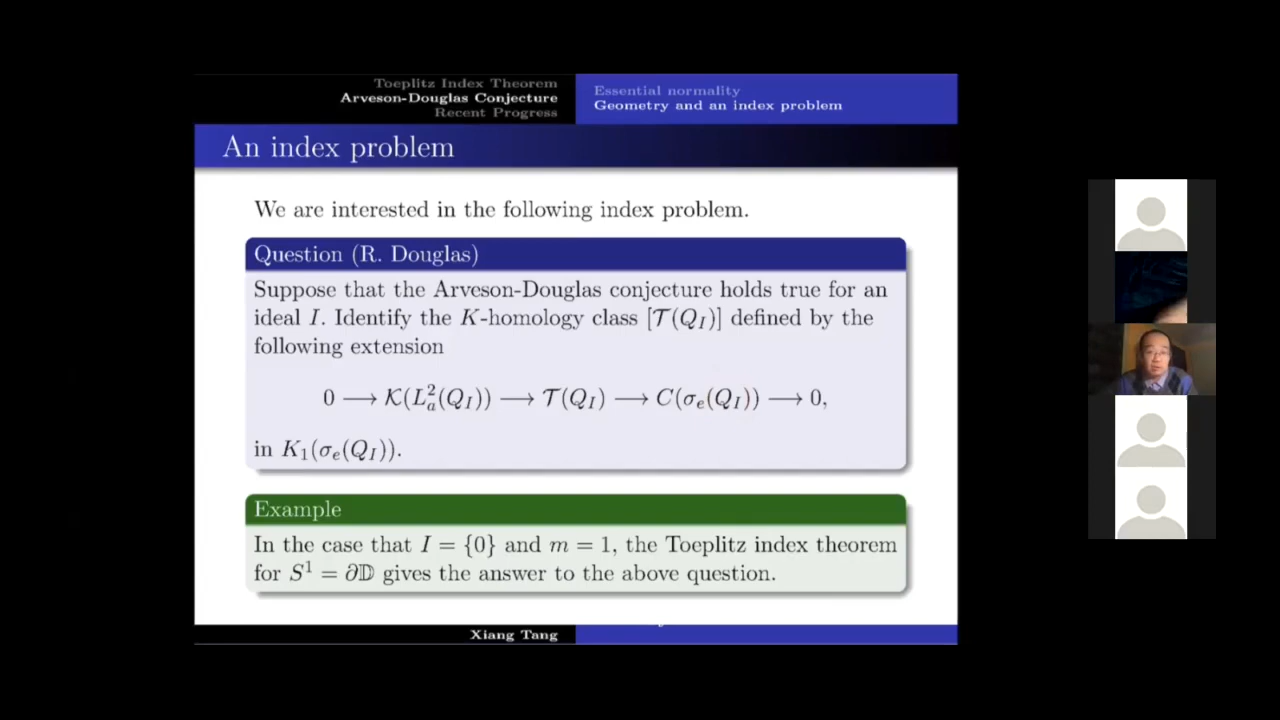 Toeplitz Index Theorem
Arveson-Douglas Conjecture
Recent Progress
Essential normality
Geometry and an index problem
An index problem
We are interested in the following index problem.
Question (R. Douglas)
Suppose that the Arveson-Douglas conjecture holds true for an
ideal I. Identify the K-homology class [𝒯(Q_I)] defined by the
following extension
0 ⟶ 𝒦(L²_a(Q_I)) ⟶ 𝒯(Q_I) ⟶ C(σ_e(Q_I)) ⟶ 0,
in K₁(σ_e(Q_I)).
Example
In the case that I = {0} and m = 1, the Toeplitz index theorem
for S¹ = ∂𝔻 gives the answer to the above question.
Xiang Tang